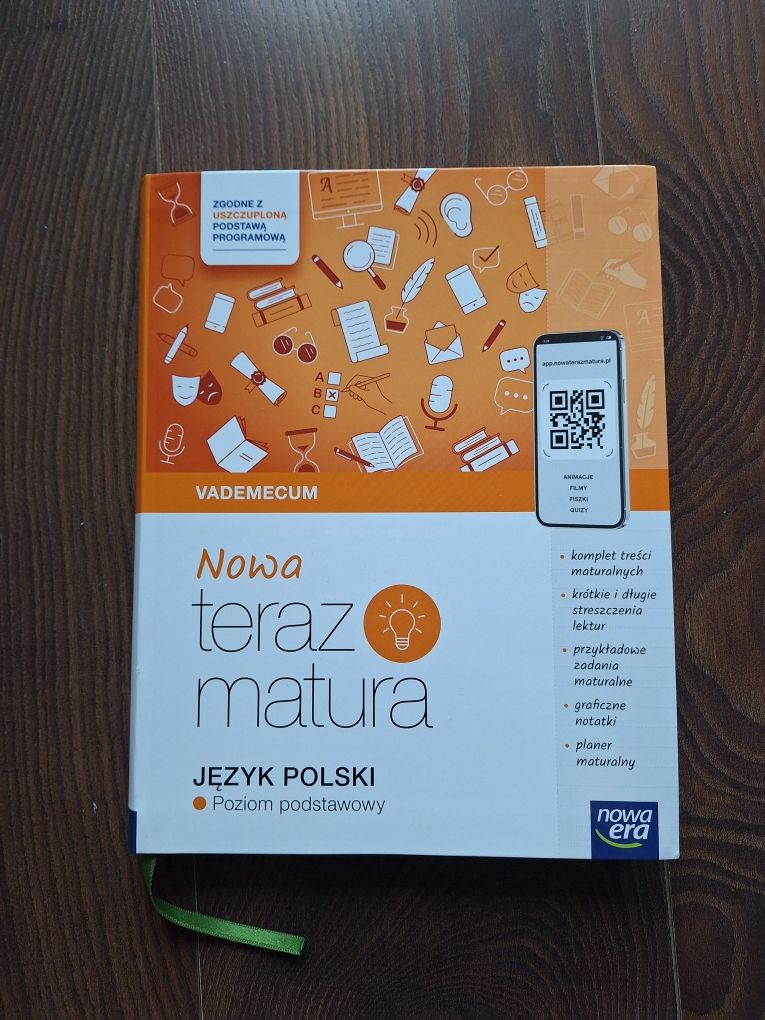 ZGODNE Z
USZCZUPLONĄ
PODSTAWĄ
PROGRAMOWĄ
A
A
B
C
app.nowaterazmatura.pl
ANIMACJE
FILMY
FISZKI
QUIZY
VADEMECUM
Nowa
teraz
matura
JĘZYK POLSKI
Poziom podstawowy
• komplet treści
maturalnych
• krótkie i długie
streszczenia
lektur
• przykładowe
zadania
maturalne
• graficzne
notatki
• planer
maturalny
nowa
era